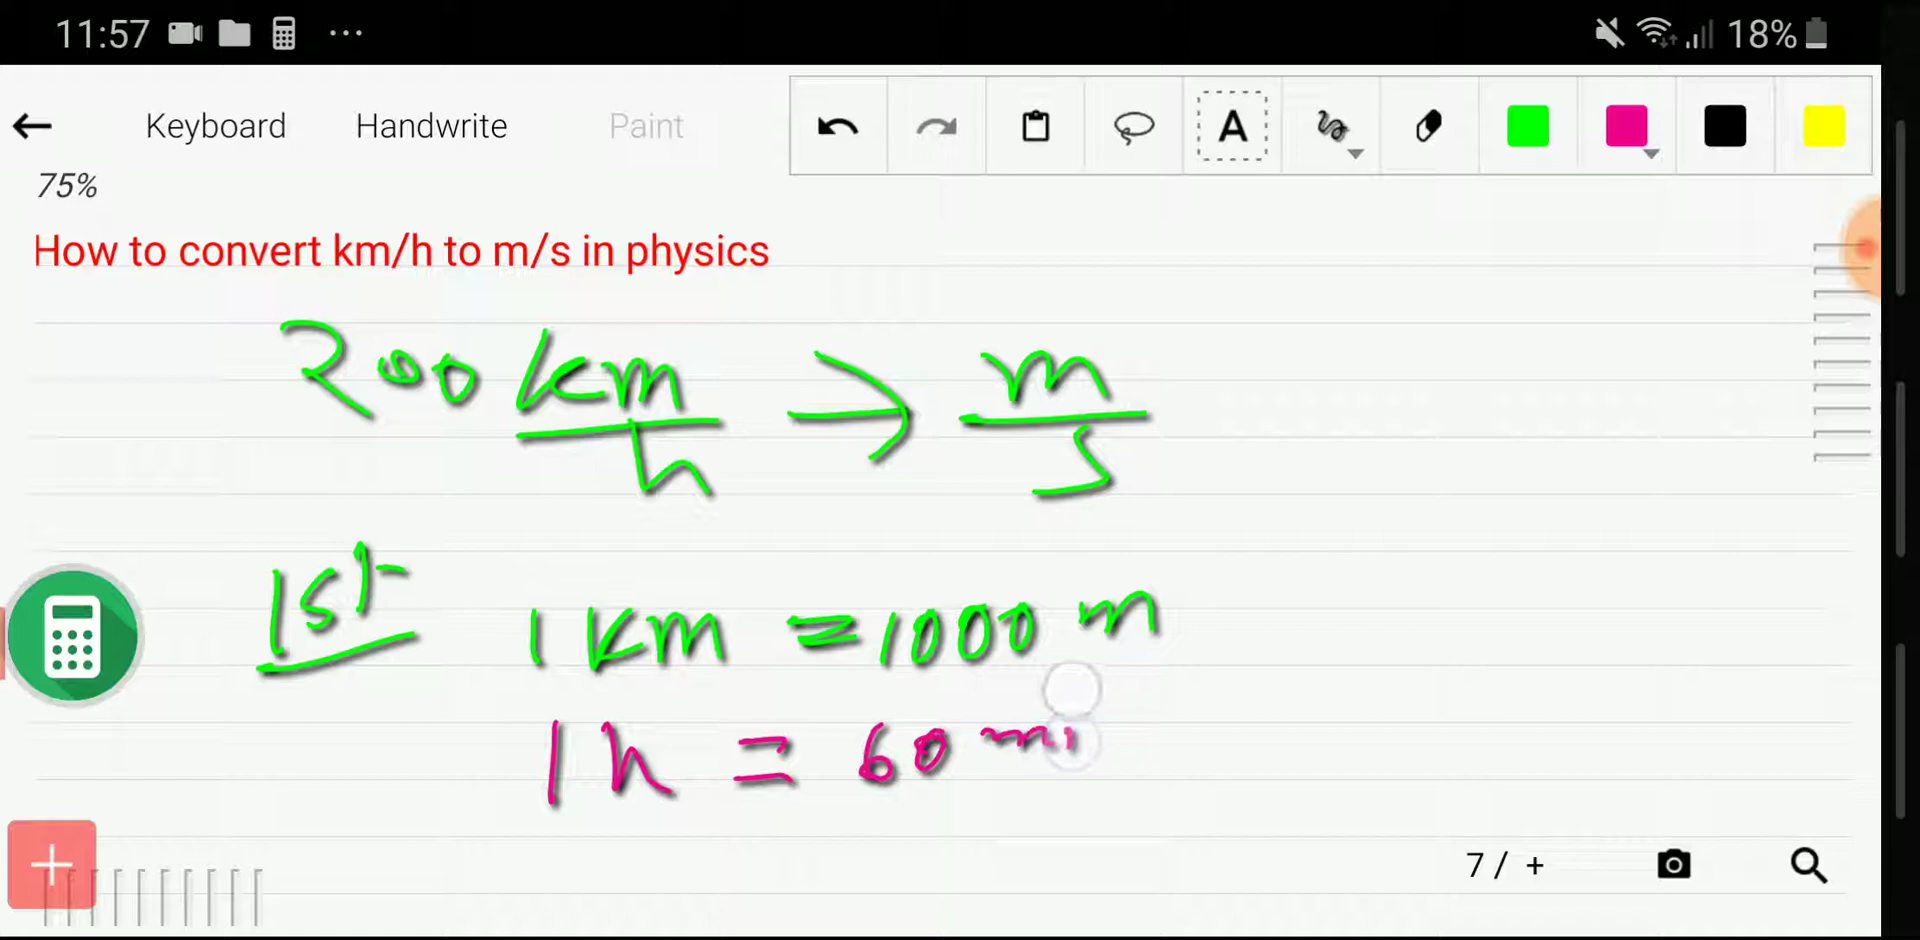 11:57 ... 18%
Keyboard Handwrite Paint A
75%
How to convert km/h to m/s in physics
200 km/h → m/s
1st 1 km = 1000 m
1 h = 60 mi
7 / +